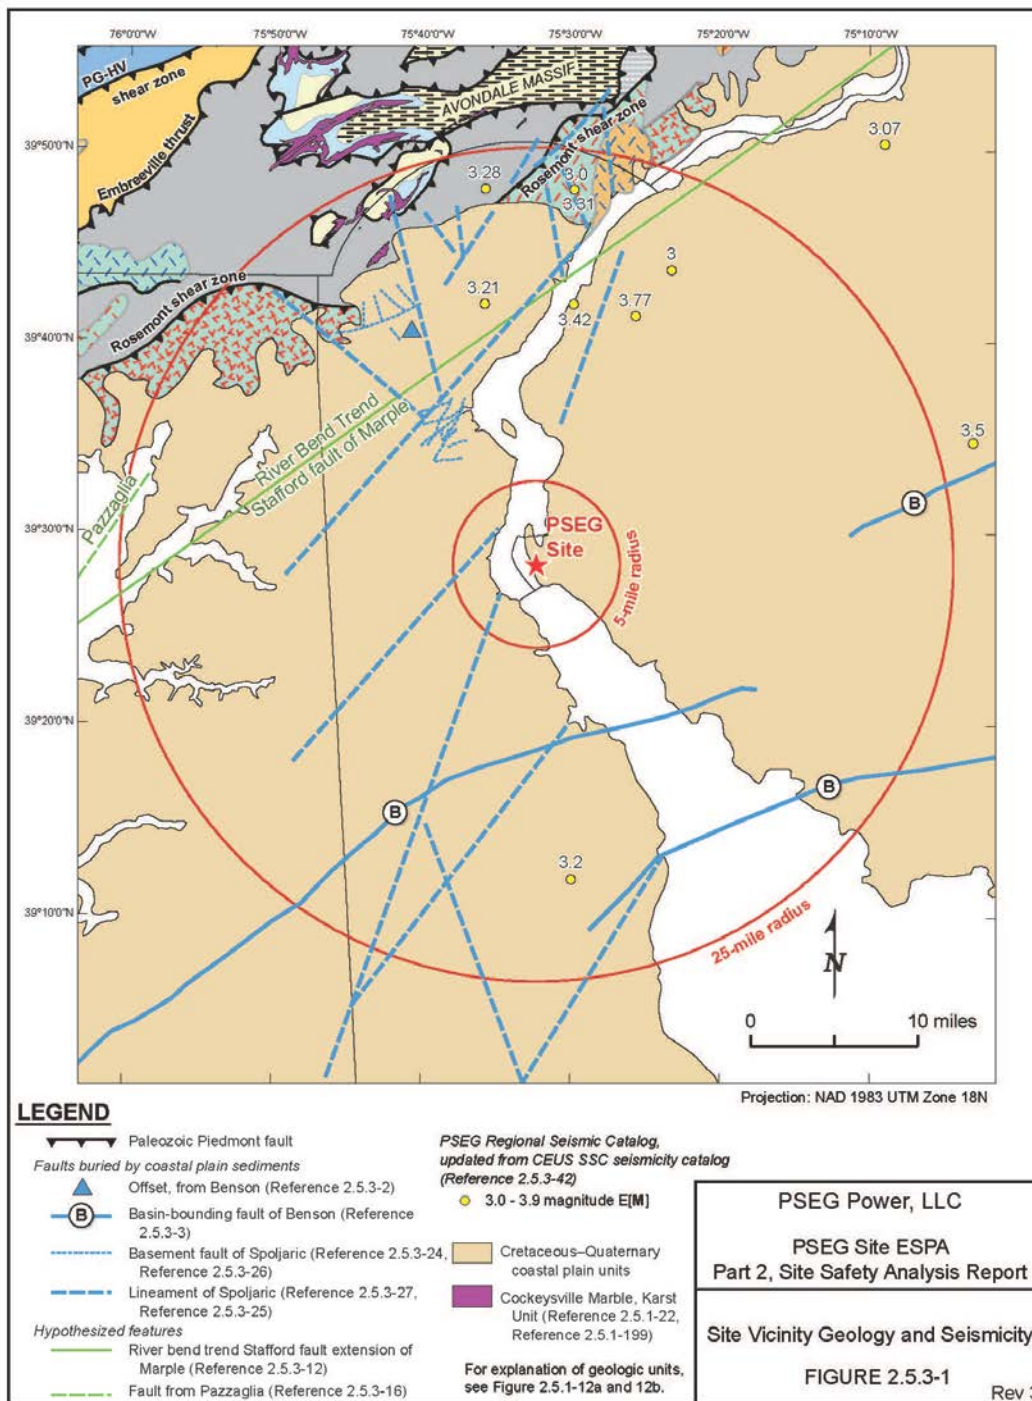 76°0'0"W 75°50'0"W 75°40'0"W 75°30'0"W 75°20'0"W 75°10'0"W
PG-HV
shear zone
Embreeville thrust
AVONDALE MASSIF
Rosemont shear zone
3.07
39°50'0"N
3.28
3.0
3.31
3
Rosemont shear zone
3.21
3.42
3.77
39°40'0"N
River Bend Trend
Stafford fault of Marple
3.5
Pazzaglia
B
39°30'0"N
PSEG
Site
5-mile radius
39°20'0"N
B
B
3.2
39°10'0"N
25-mile radius
N
0 10 miles
Projection: NAD 1983 UTM Zone 18N
LEGEND
Paleozoic Piedmont fault
Faults buried by coastal plain sediments
Offset, from Benson (Reference 2.5.3-2)
B
Basin-bounding fault of Benson (Reference
2.5.3-3)
Basement fault of Spoljaric (Reference 2.5.3-24,
Reference 2.5.3-26)
Lineament of Spoljaric (Reference 2.5.3-27,
Reference 2.5.3-25)
Hypothesized features
River bend trend Stafford fault extension of
Marple (Reference 2.5.3-12)
Fault from Pazzaglia (Reference 2.5.3-16)
PSEG Regional Seismic Catalog,
updated from CEUS SSC seismicity catalog
(Reference 2.5.3-42)
3.0 - 3.9 magnitude E[M]
Cretaceous–Quaternary
coastal plain units
Cockeysville Marble, Karst
Unit (Reference 2.5.1-22,
Reference 2.5.1-199)
For explanation of geologic units,
see Figure 2.5.1-12a and 12b.
PSEG Power, LLC
PSEG Site ESPA
Part 2, Site Safety Analysis Report
Site Vicinity Geology and Seismicity
FIGURE 2.5.3-1
Rev 3